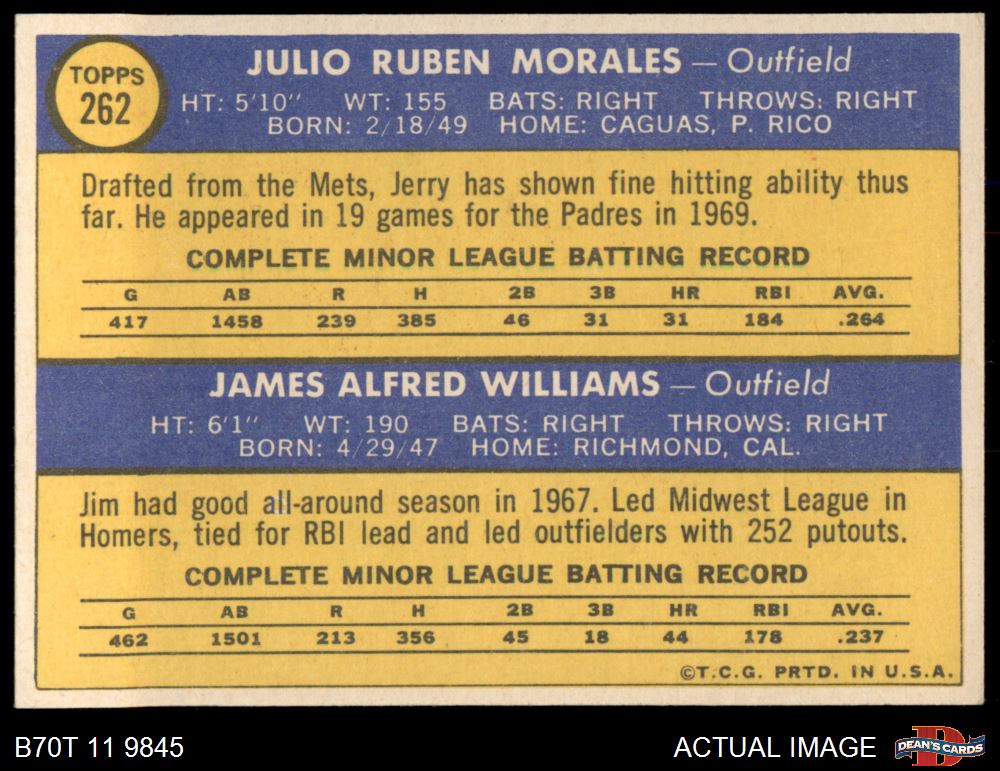 TOPPS
262
JULIO RUBEN MORALES — Outfield
HT: 5'10" WT: 155 BATS: RIGHT THROWS: RIGHT
BORN: 2/18/49 HOME: CAGUAS, P. RICO
Drafted from the Mets, Jerry has shown fine hitting ability thus
far. He appeared in 19 games for the Padres in 1969.
COMPLETE MINOR LEAGUE BATTING RECORD
G AB R H 2B 3B HR RBI AVG.
417 1458 239 385 46 31 31 184 .264
JAMES ALFRED WILLIAMS — Outfield
HT: 6'1" WT: 190 BATS: RIGHT THROWS: RIGHT
BORN: 4/29/47 HOME: RICHMOND, CAL.
Jim had good all-around season in 1967. Led Midwest League in
Homers, tied for RBI lead and led outfielders with 252 putouts.
COMPLETE MINOR LEAGUE BATTING RECORD
G AB R H 2B 3B HR RBI AVG.
462 1501 213 356 45 18 44 178 .237
©T.C.G. PRTD. IN U.S.A.
B70T 11 9845 ACTUAL IMAGE D DEAN'S CARDS